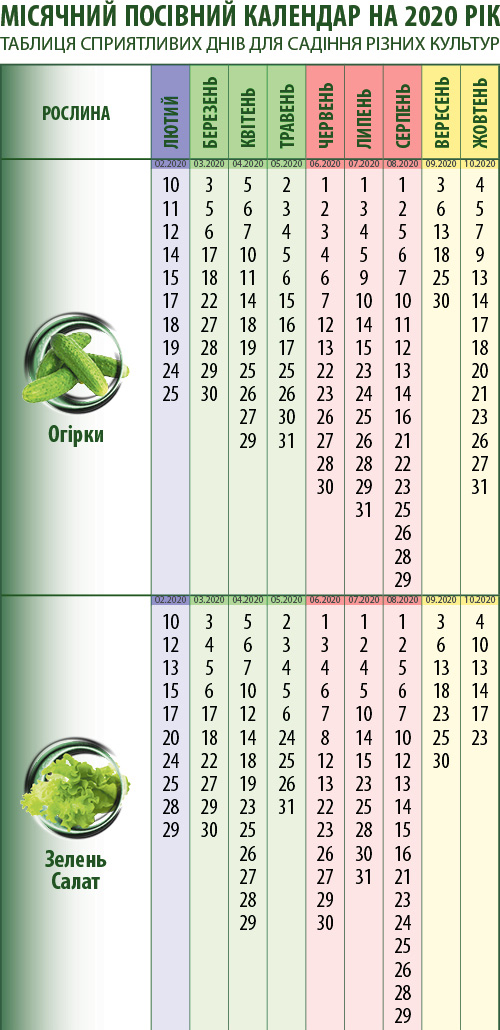 МІСЯЧНИЙ ПОСІВНИЙ КАЛЕНДАР НА 2020 РІК
ТАБЛИЦЯ СПРИЯТЛИВИХ ДНІВ ДЛЯ САДІННЯ РІЗНИХ КУЛЬТУР
РОСЛИНА ЛЮТИЙ БЕРЕЗЕНЬ КВІТЕНЬ ТРАВЕНЬ ЧЕРВЕНЬ ЛИПЕНЬ СЕРПЕНЬ ВЕРЕСЕНЬ ЖОВТЕНЬ
02.2020 03.2020 04.2020 05.2020 06.2020 07.2020 08.2020 09.2020 10.2020
10 3 5 2 1 1 1 3 4
11 5 6 3 2 3 2 6 5
12 6 7 4 3 4 5 13 7
14 17 10 5 4 5 6 18 9
15 18 11 6 6 9 7 25 13
17 22 14 15 7 10 10 30 14
18 27 18 16 12 14 11 17
19 28 19 17 13 15 12 18
24 29 25 25 22 23 13 20
25 30 26 26 23 24 14 21
27 30 26 25 16 23
Огірки 29 31 27 26 21 26
28 28 22 27
30 29 23 31
31 25
26
28
29
02.2020 03.2020 04.2020 05.2020 06.2020 07.2020 08.2020 09.2020 10.2020
10 3 5 2 1 1 1 3 4
12 4 6 3 3 2 2 6 10
13 5 7 4 4 4 5 13 13
15 6 10 5 6 5 6 18 14
17 17 12 6 7 10 7 23 17
20 18 14 24 8 14 10 25 23
24 22 18 25 12 15 12 30
25 27 19 26 13 23 13
28 29 23 31 22 25 14
29 30 25 23 28 15
Зелень 26 26 30 16
Салат 27 27 31 21
28 29 23
29 30 24
25
26
28
29